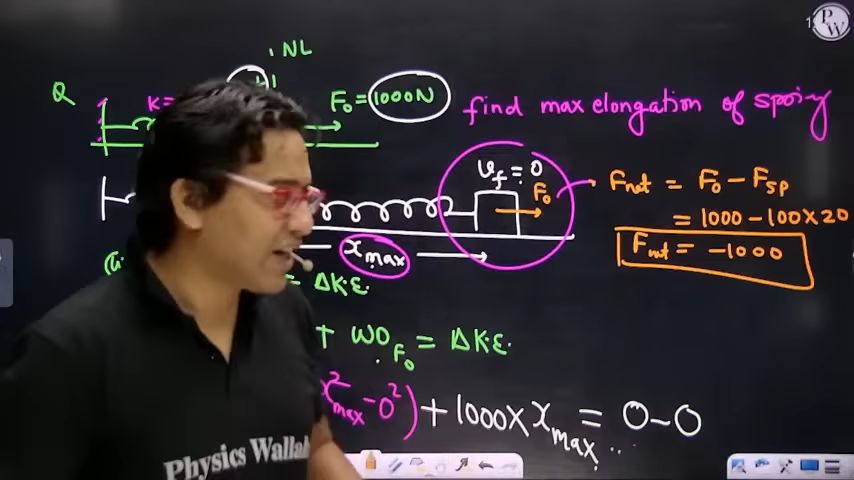 PW
: NL
Q K= F₀ = 1000N find max elongation of spring
v_f = 0
F₀
F_net = F₀ - F_sp
= 1000 - 100 × 20
F_net = -1000
x_max
= ΔK.E.
+ WD_F₀ = ΔK.E.
x²_max - 0²) + 1000 × x_max = 0 - 0
Physics Wallah